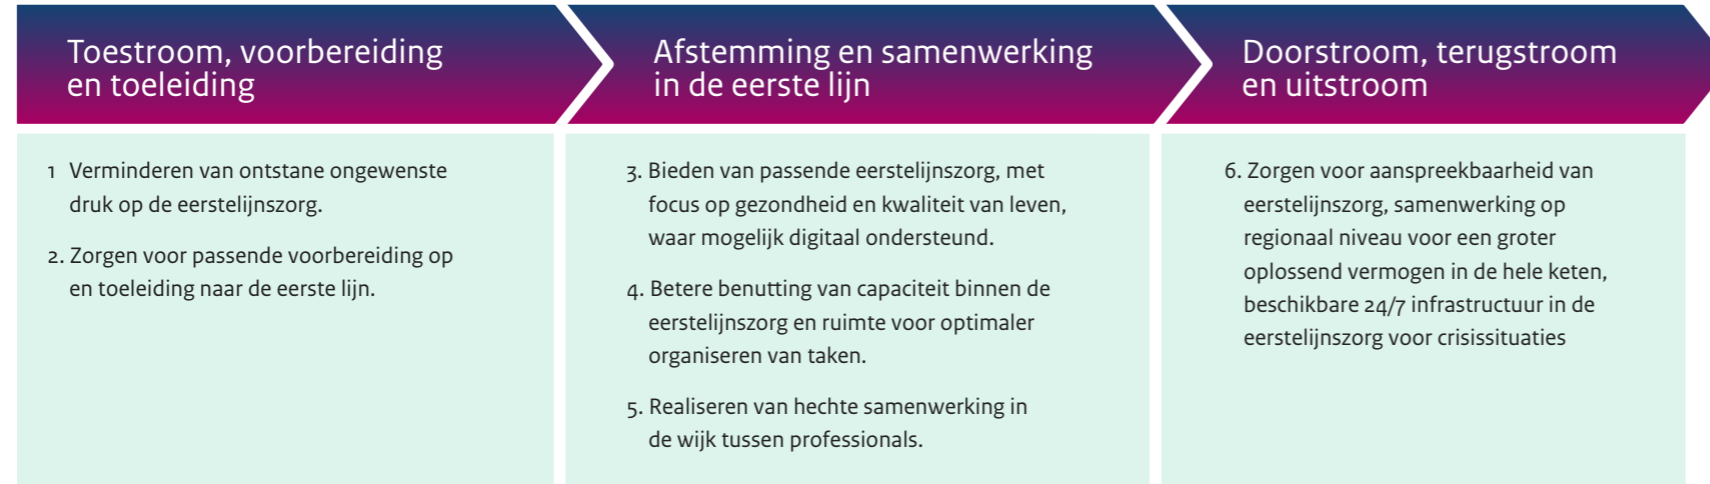 Toestroom, voorbereiding
en toeleiding
1 Verminderen van ontstane ongewenste
druk op de eerstelijnszorg.
2. Zorgen voor passende voorbereiding op
en toeleiding naar de eerste lijn.
Afstemming en samenwerking
in de eerste lijn
3. Bieden van passende eerstelijnszorg, met
focus op gezondheid en kwaliteit van leven,
waar mogelijk digitaal ondersteund.
4. Betere benutting van capaciteit binnen de
eerstelijnszorg en ruimte voor optimaler
organiseren van taken.
5. Realiseren van hechte samenwerking in
de wijk tussen professionals.
Doorstroom, terugstroom
en uitstroom
6. Zorgen voor aanspreekbaarheid van
eerstelijnszorg, samenwerking op
regionaal niveau voor een groter
oplossend vermogen in de hele keten,
beschikbare 24/7 infrastructuur in de
eerstelijnszorg voor crisissituaties